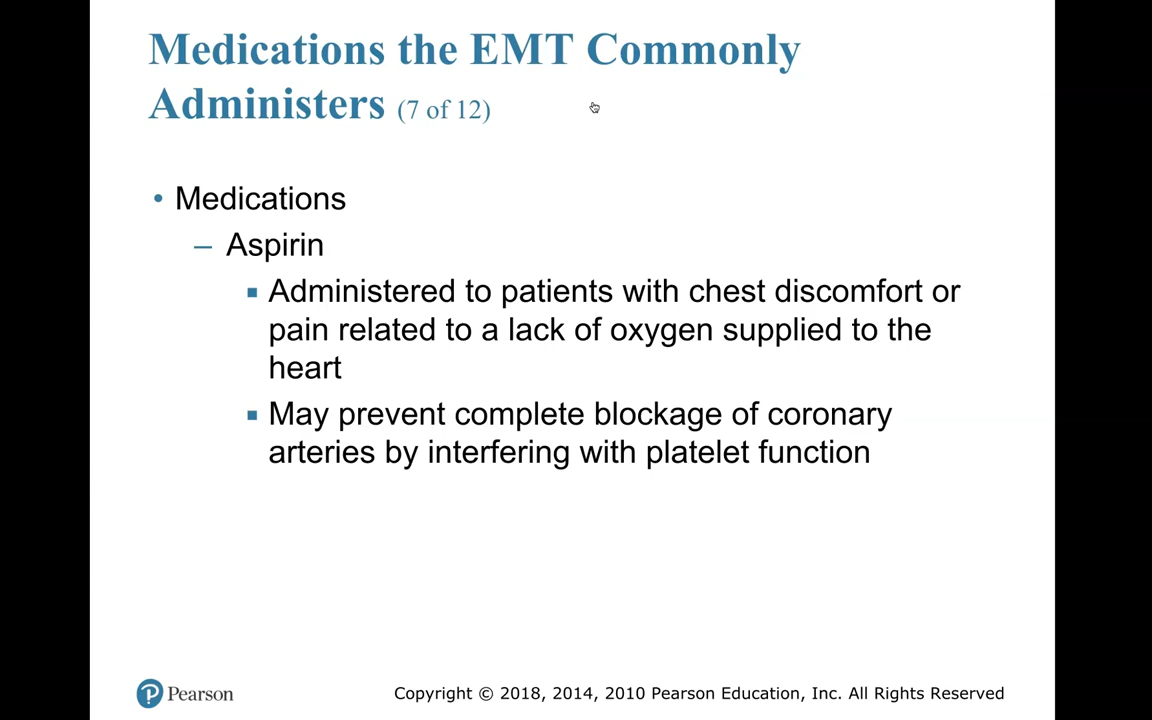 Medications the EMT Commonly
Administers (7 of 12)
• Medications
– Aspirin
▪ Administered to patients with chest discomfort or
pain related to a lack of oxygen supplied to the
heart
▪ May prevent complete blockage of coronary
arteries by interfering with platelet function
Pearson
Copyright © 2018, 2014, 2010 Pearson Education, Inc. All Rights Reserved